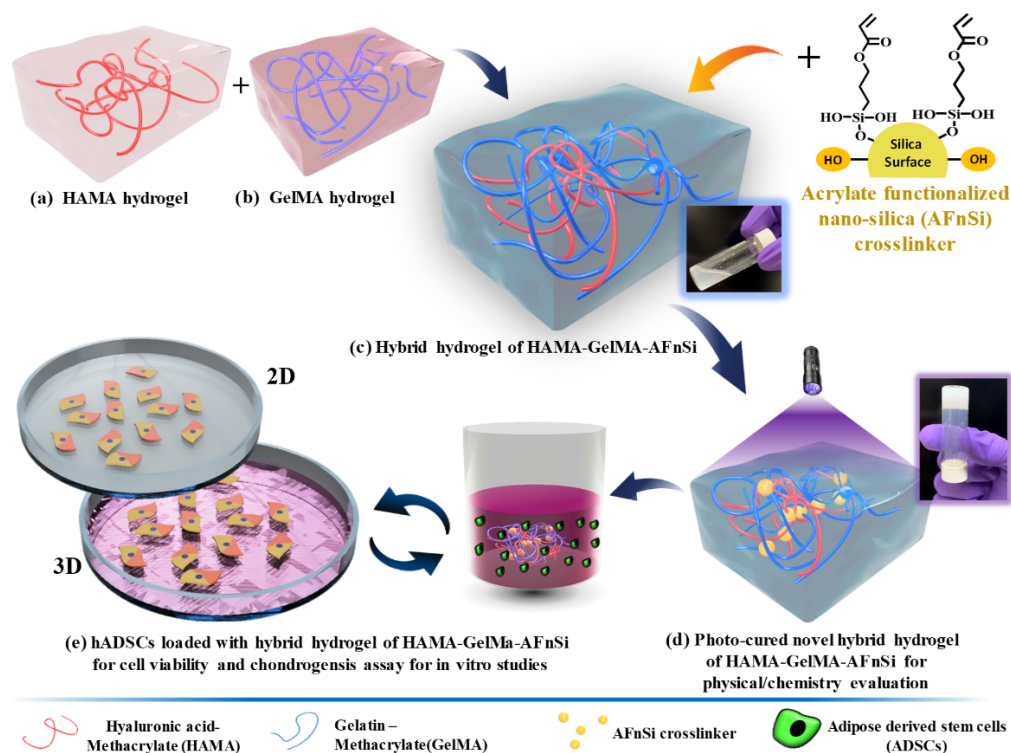 +
O
O
O
O
HO
Si
OH
HO
Si
OH
O
O
Silica
Surface
HO
OH
Acrylate functionalized
nano-silica (AFnSi)
crosslinker
+
(a) HAMA hydrogel
(b) GelMA hydrogel
(c) Hybrid hydrogel of HAMA-GelMA-AFnSi
2D
3D
(e) hADSCs loaded with hybrid hydrogel of HAMA-GelMa-AFnSi
for cell viability and chondrogensis assay for in vitro studies
(d) Photo-cured novel hybrid hydrogel
of HAMA-GelMA-AFnSi for
physical/chemistry evaluation
Hyaluronic acid-
Methacrylate (HAMA)
Gelatin –
Methacrylate(GelMA)
AFnSi crosslinker
Adipose derived stem cells
(ADSCs)